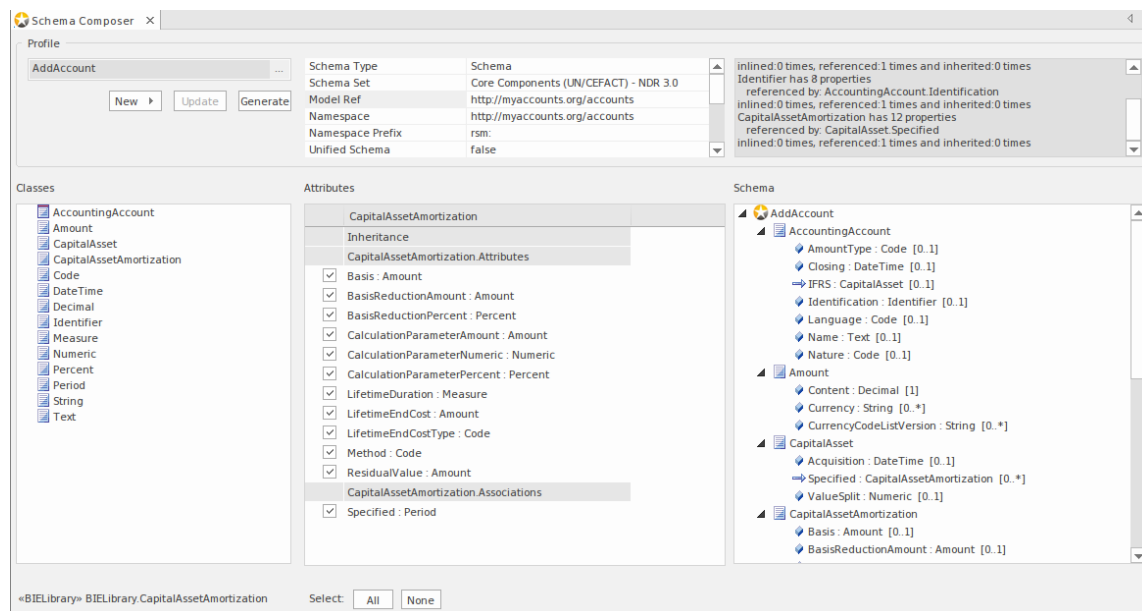 Schema Composer
Profile
AddAccount
...
New
Update
Generate
Schema Type Schema
Schema Set Core Components (UN/CEFACT) - NDR 3.0
Model Ref http://myaccounts.org/accounts
Namespace http://myaccounts.org/accounts
Namespace Prefix rsm:
Unified Schema false
inlined:0 times, referenced:1 times and inherited:0 times
Identifier has 8 properties
referenced by: AccountingAccount.Identification
inlined:0 times, referenced:1 times and inherited:0 times
CapitalAssetAmortization has 12 properties
referenced by: CapitalAsset.Specified
inlined:0 times, referenced:1 times and inherited:0 times
Classes
AccountingAccount
Amount
CapitalAsset
CapitalAssetAmortization
Code
DateTime
Decimal
Identifier
Measure
Numeric
Percent
Period
String
Text
Attributes
CapitalAssetAmortization
Inheritance
CapitalAssetAmortization.Attributes
Basis : Amount
BasisReductionAmount : Amount
BasisReductionPercent : Percent
CalculationParameterAmount : Amount
CalculationParameterNumeric : Numeric
CalculationParameterPercent : Percent
LifetimeDuration : Measure
LifetimeEndCost : Amount
LifetimeEndCostType : Code
Method : Code
ResidualValue : Amount
CapitalAssetAmortization.Associations
Specified : Period
Schema
AddAccount
AccountingAccount
AmountType : Code [0..1]
Closing : DateTime [0..1]
IFRS : CapitalAsset [0..1]
Identification : Identifier [0..1]
Language : Code [0..1]
Name : Text [0..1]
Nature : Code [0..1]
Amount
Content : Decimal [1]
Currency : String [0..*]
CurrencyCodeListVersion : String [0..*]
CapitalAsset
Acquisition : DateTime [0..1]
Specified : CapitalAssetAmortization [0..*]
ValueSplit : Numeric [0..1]
CapitalAssetAmortization
Basis : Amount [0..1]
BasisReductionAmount : Amount [0..1]
«BIELibrary» BIELibrary.CapitalAssetAmortization
Select:
All
None